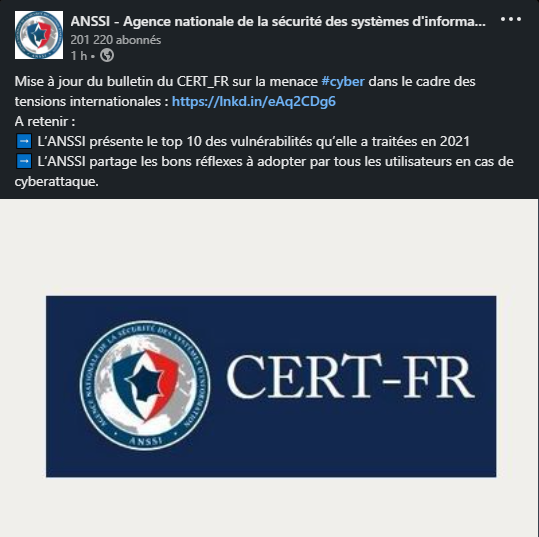 ANSSI - Agence nationale de la sécurité des systèmes d'informa...
201 220 abonnés
1 h •
Mise à jour du bulletin du CERT_FR sur la menace #cyber dans le cadre des
tensions internationales : https://lnkd.in/eAq2CDg6
A retenir :
➡ L'ANSSI présente le top 10 des vulnérabilités qu'elle a traitées en 2021
➡ L'ANSSI partage les bons réflexes à adopter par tous les utilisateurs en cas de
cyberattaque.
AGENCE NATIONALE DE LA SÉCURITÉ DES SYSTÈMES D'INFORMATION
ANSSI
CERT-FR